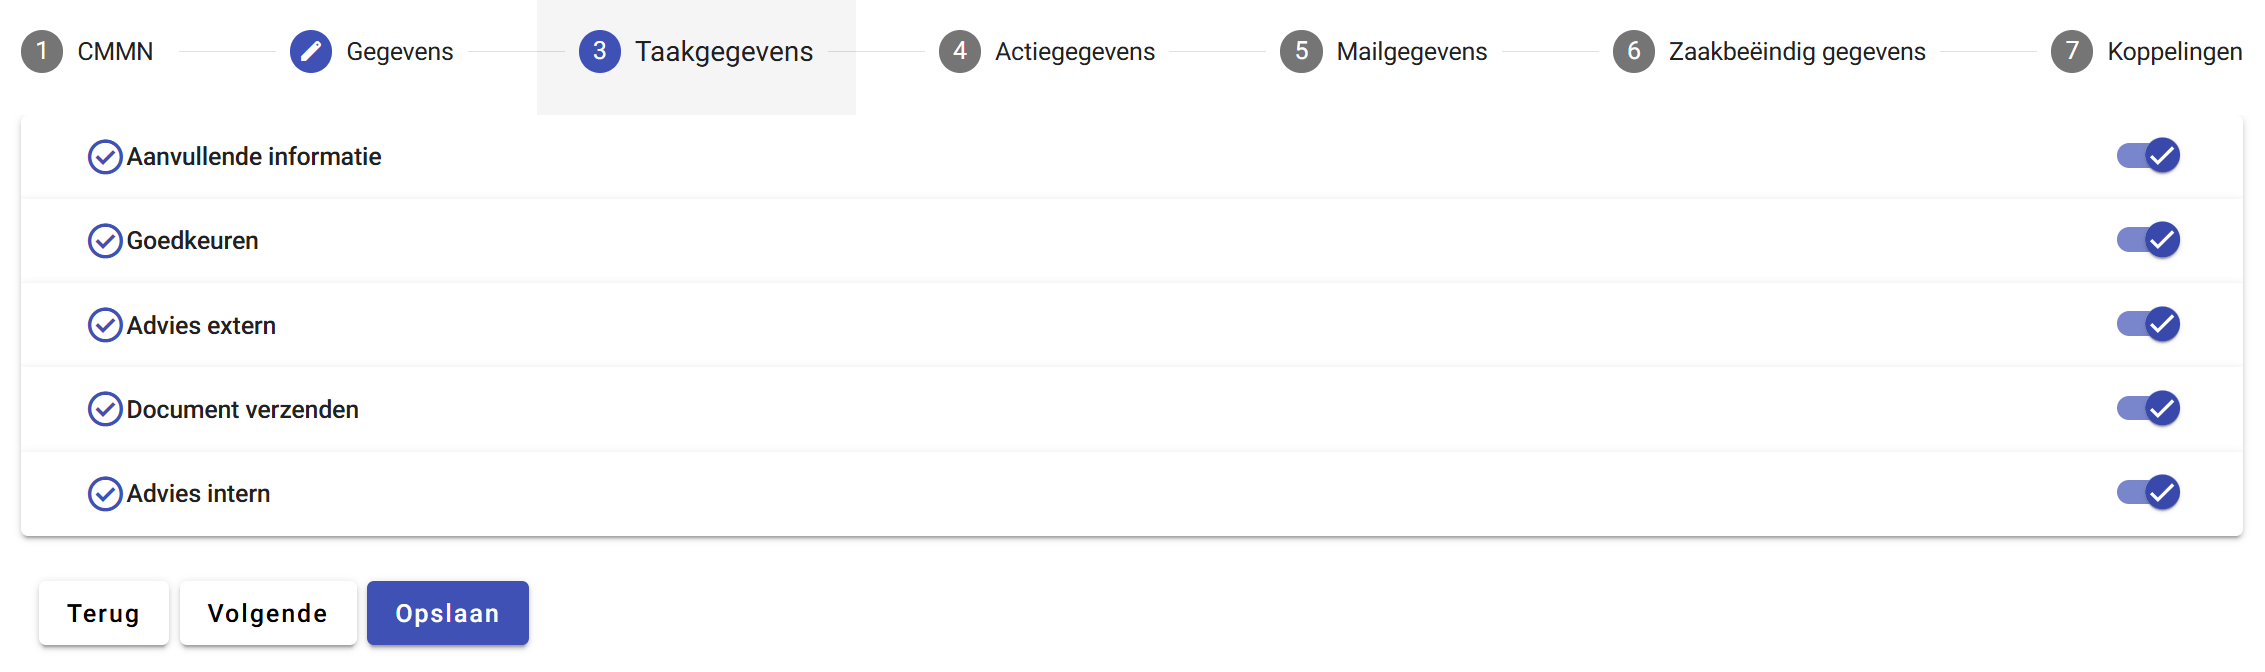 1 CMMN Gegevens 3 Taakgegevens 4 Actiegegevens 5 Mailgegevens 6 Zaakbeëindig gegevens 7 Koppelingen
Aanvullende informatie
Goedkeuren
Advies extern
Document verzenden
Advies intern
Terug Volgende Opslaan